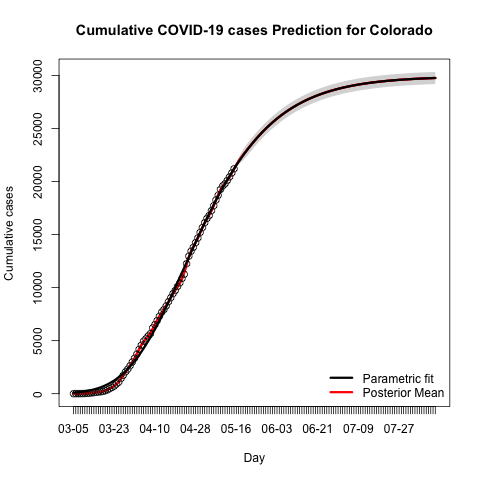 Cumulative COVID-19 cases Prediction for Colorado
Cumulative cases
30000
25000
20000
15000
10000
5000
0
Parametric fit
Posterior Mean
03-05 03-23 04-10 04-28 05-16 06-03 06-21 07-09 07-27
Day